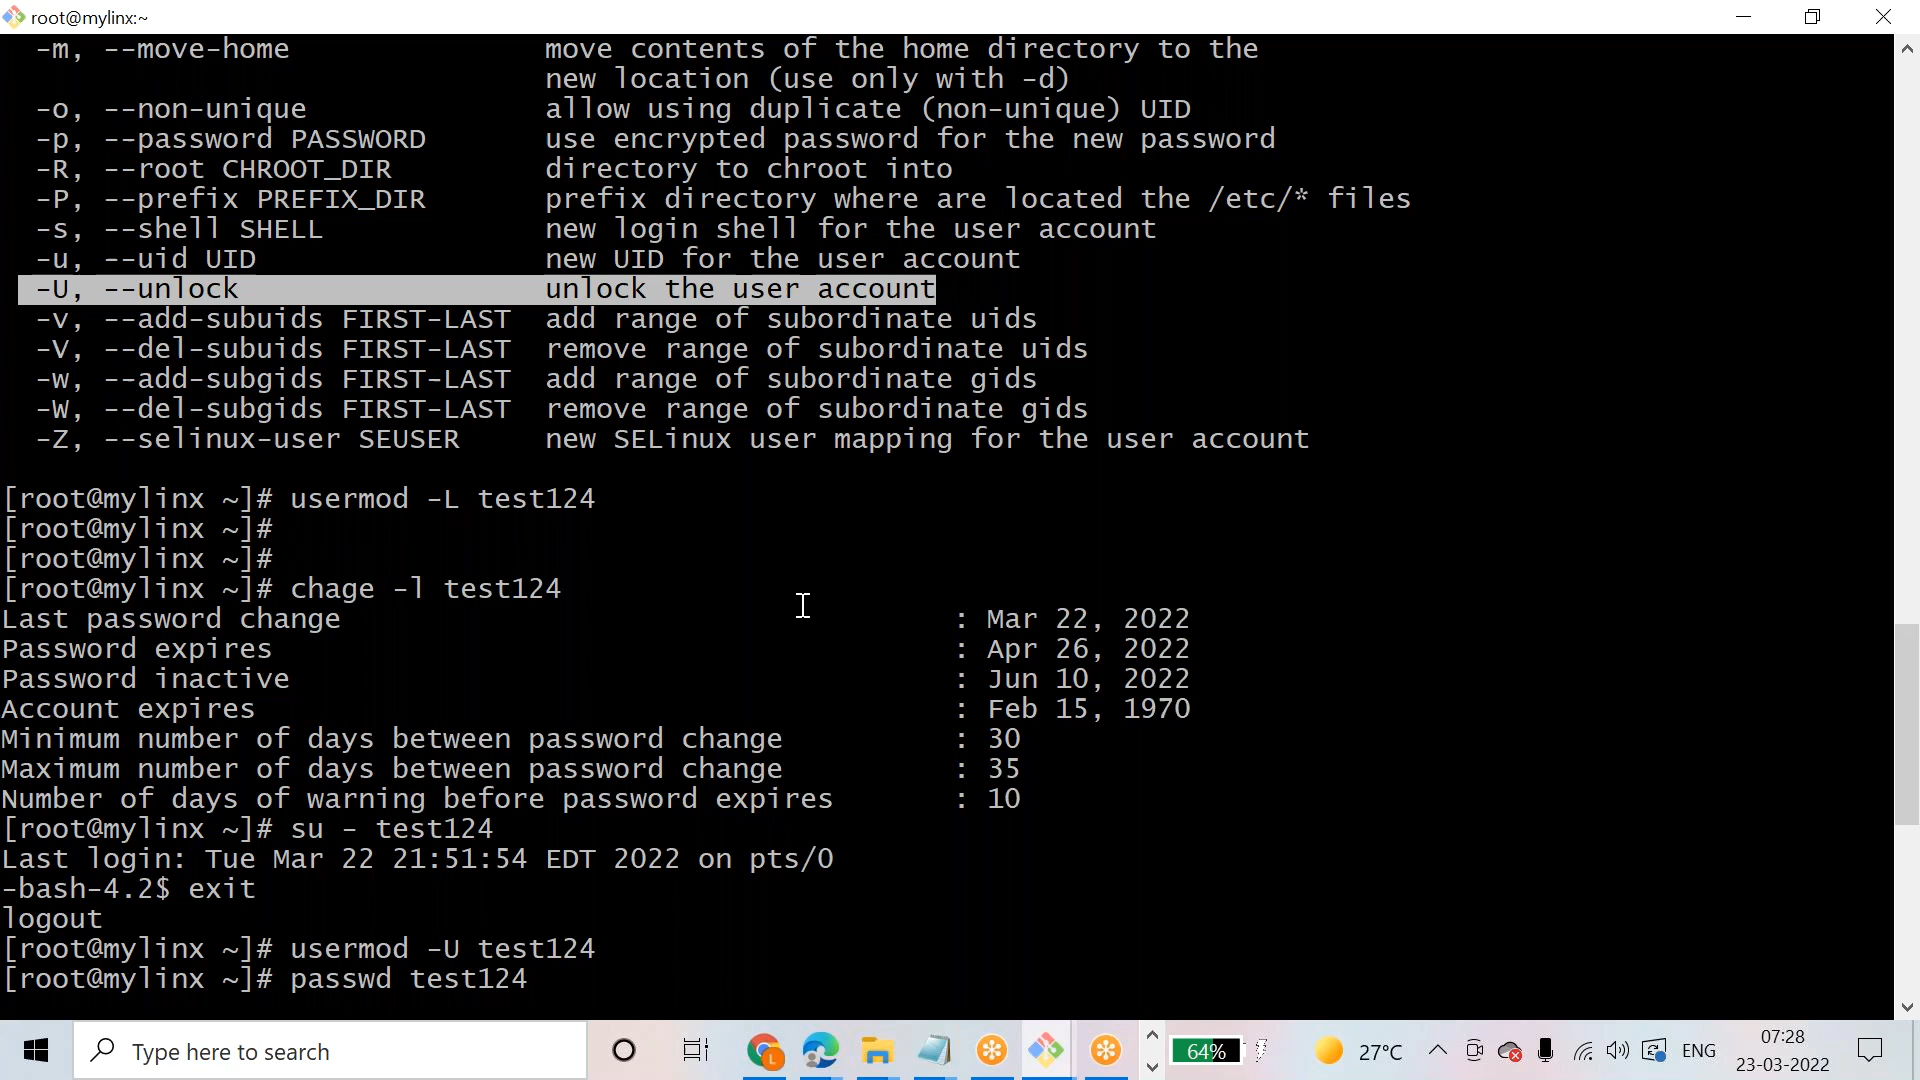 root@mylinx:~
-m, --move-home move contents of the home directory to the
new location (use only with -d)
-o, --non-unique allow using duplicate (non-unique) UID
-p, --password PASSWORD use encrypted password for the new password
-R, --root CHROOT_DIR directory to chroot into
-P, --prefix PREFIX_DIR prefix directory where are located the /etc/* files
-s, --shell SHELL new login shell for the user account
-u, --uid UID new UID for the user account
-U, --unlock unlock the user account
-v, --add-subuids FIRST-LAST add range of subordinate uids
-V, --del-subuids FIRST-LAST remove range of subordinate uids
-w, --add-subgids FIRST-LAST add range of subordinate gids
-W, --del-subgids FIRST-LAST remove range of subordinate gids
-Z, --selinux-user SEUSER new SELinux user mapping for the user account
[root@mylinx ~]# usermod -L test124
[root@mylinx ~]#
[root@mylinx ~]#
[root@mylinx ~]# chage -l test124
Last password change : Mar 22, 2022
Password expires : Apr 26, 2022
Password inactive : Jun 10, 2022
Account expires : Feb 15, 1970
Minimum number of days between password change : 30
Maximum number of days between password change : 35
Number of days of warning before password expires : 10
[root@mylinx ~]# su - test124
Last login: Tue Mar 22 21:51:54 EDT 2022 on pts/0
-bash-4.2$ exit
logout
[root@mylinx ~]# usermod -U test124
[root@mylinx ~]# passwd test124
Type here to search
L
64%
27°C
ENG
07:28
23-03-2022